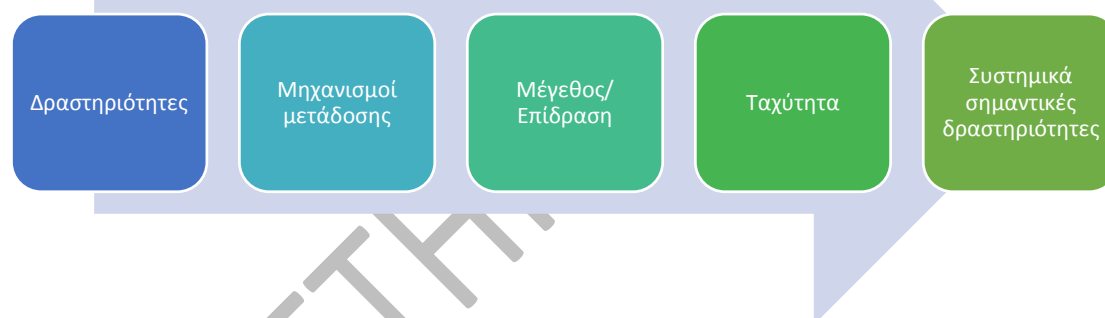 Δραστηριότητες
Μηχανισμοί
μετάδοσης
Μέγεθος/
Επίδραση
Ταχύτητα
Συστημικά
σημαντικές
δραστηριότητες